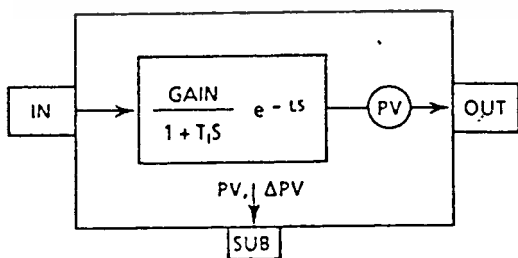 IN
GAIN
1 + T₁S
e – LS
PV
OUT
PV, ΔPV
SUB